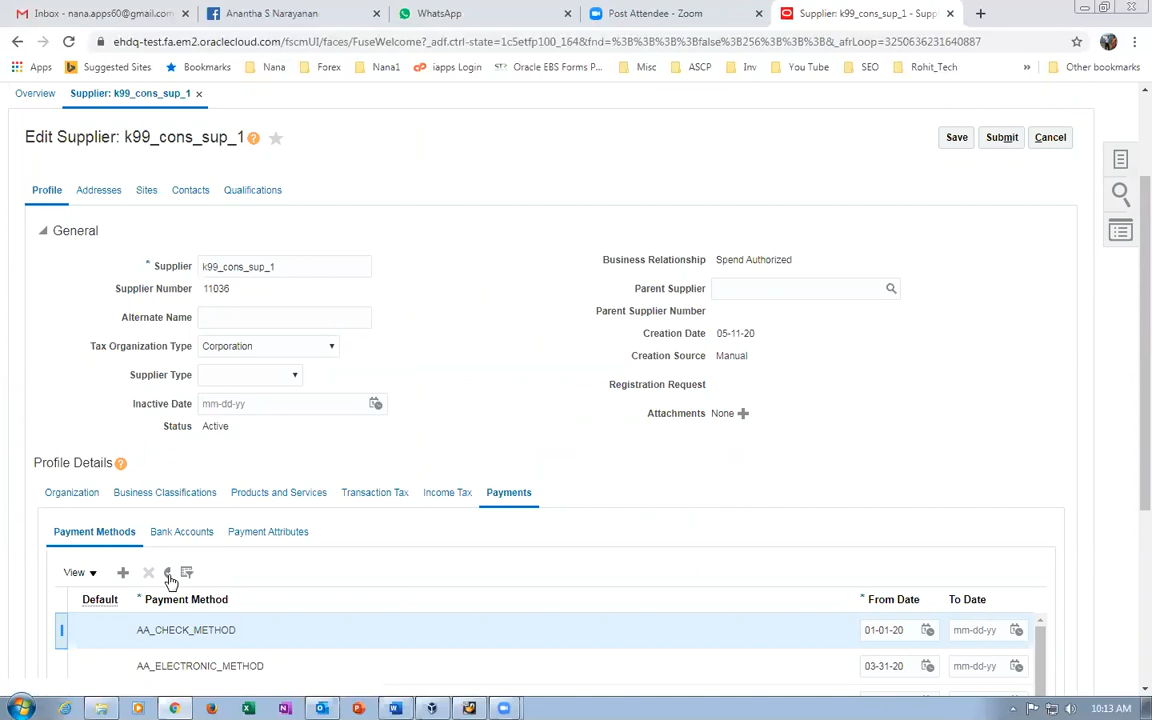 Inbox - nana.apps60@gmail.com
Anantha S Narayanan
WhatsApp
Post Attendee - Zoom
Supplier: k99_cons_sup_1 - Supp
ehdq-test.fa.em2.oraclecloud.com/fscmUI/faces/FuseWelcome?_adf.ctrl-state=1c5etfp100_164&fnd=%3B%3B%3B%3Bfalse%3B256%3B%3B%3B&_afrLoop=32506361231640887
Apps
Suggested Sites
Bookmarks
Nana
Forex
Nana1
iapps Login
Oracle EBS Forms P...
Misc
ASCP
Inv
You Tube
SEO
Rohit_Tech
»
Other bookmarks
Overview
Supplier: k99_cons_sup_1
Edit Supplier: k99_cons_sup_1
Save
Submit
Cancel
Profile
Addresses
Sites
Contacts
Qualifications
General
* Supplier k99_cons_sup_1
Supplier Number 11036
Alternate Name
Tax Organization Type Corporation
Supplier Type
Inactive Date mm-dd-yy
Status Active
Business Relationship Spend Authorized
Parent Supplier
Parent Supplier Number
Creation Date 05-11-20
Creation Source Manual
Registration Request
Attachments None
Profile Details
Organization
Business Classifications
Products and Services
Transaction Tax
Income Tax
Payments
Payment Methods
Bank Accounts
Payment Attributes
View
Default * Payment Method * From Date To Date
AA_CHECK_METHOD 01-01-20 mm-dd-yy
AA_ELECTRONIC_METHOD 03-31-20 mm-dd-yy
10:13 AM